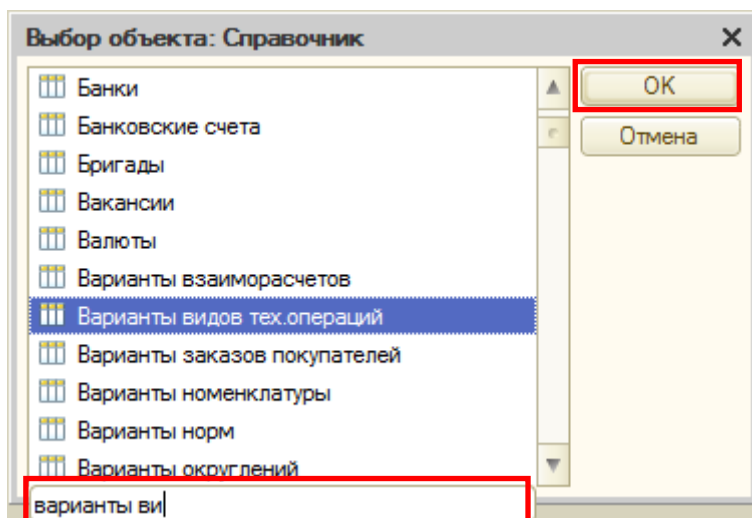 Выбор объекта: Справочник
Банки
Банковские счета
Бригады
Вакансии
Валюты
Варианты взаиморасчетов
Варианты видов тех.операций
Варианты заказов покупателей
Варианты номенклатуры
Варианты норм
Варианты округлений
варианты ви
OK
Отмена